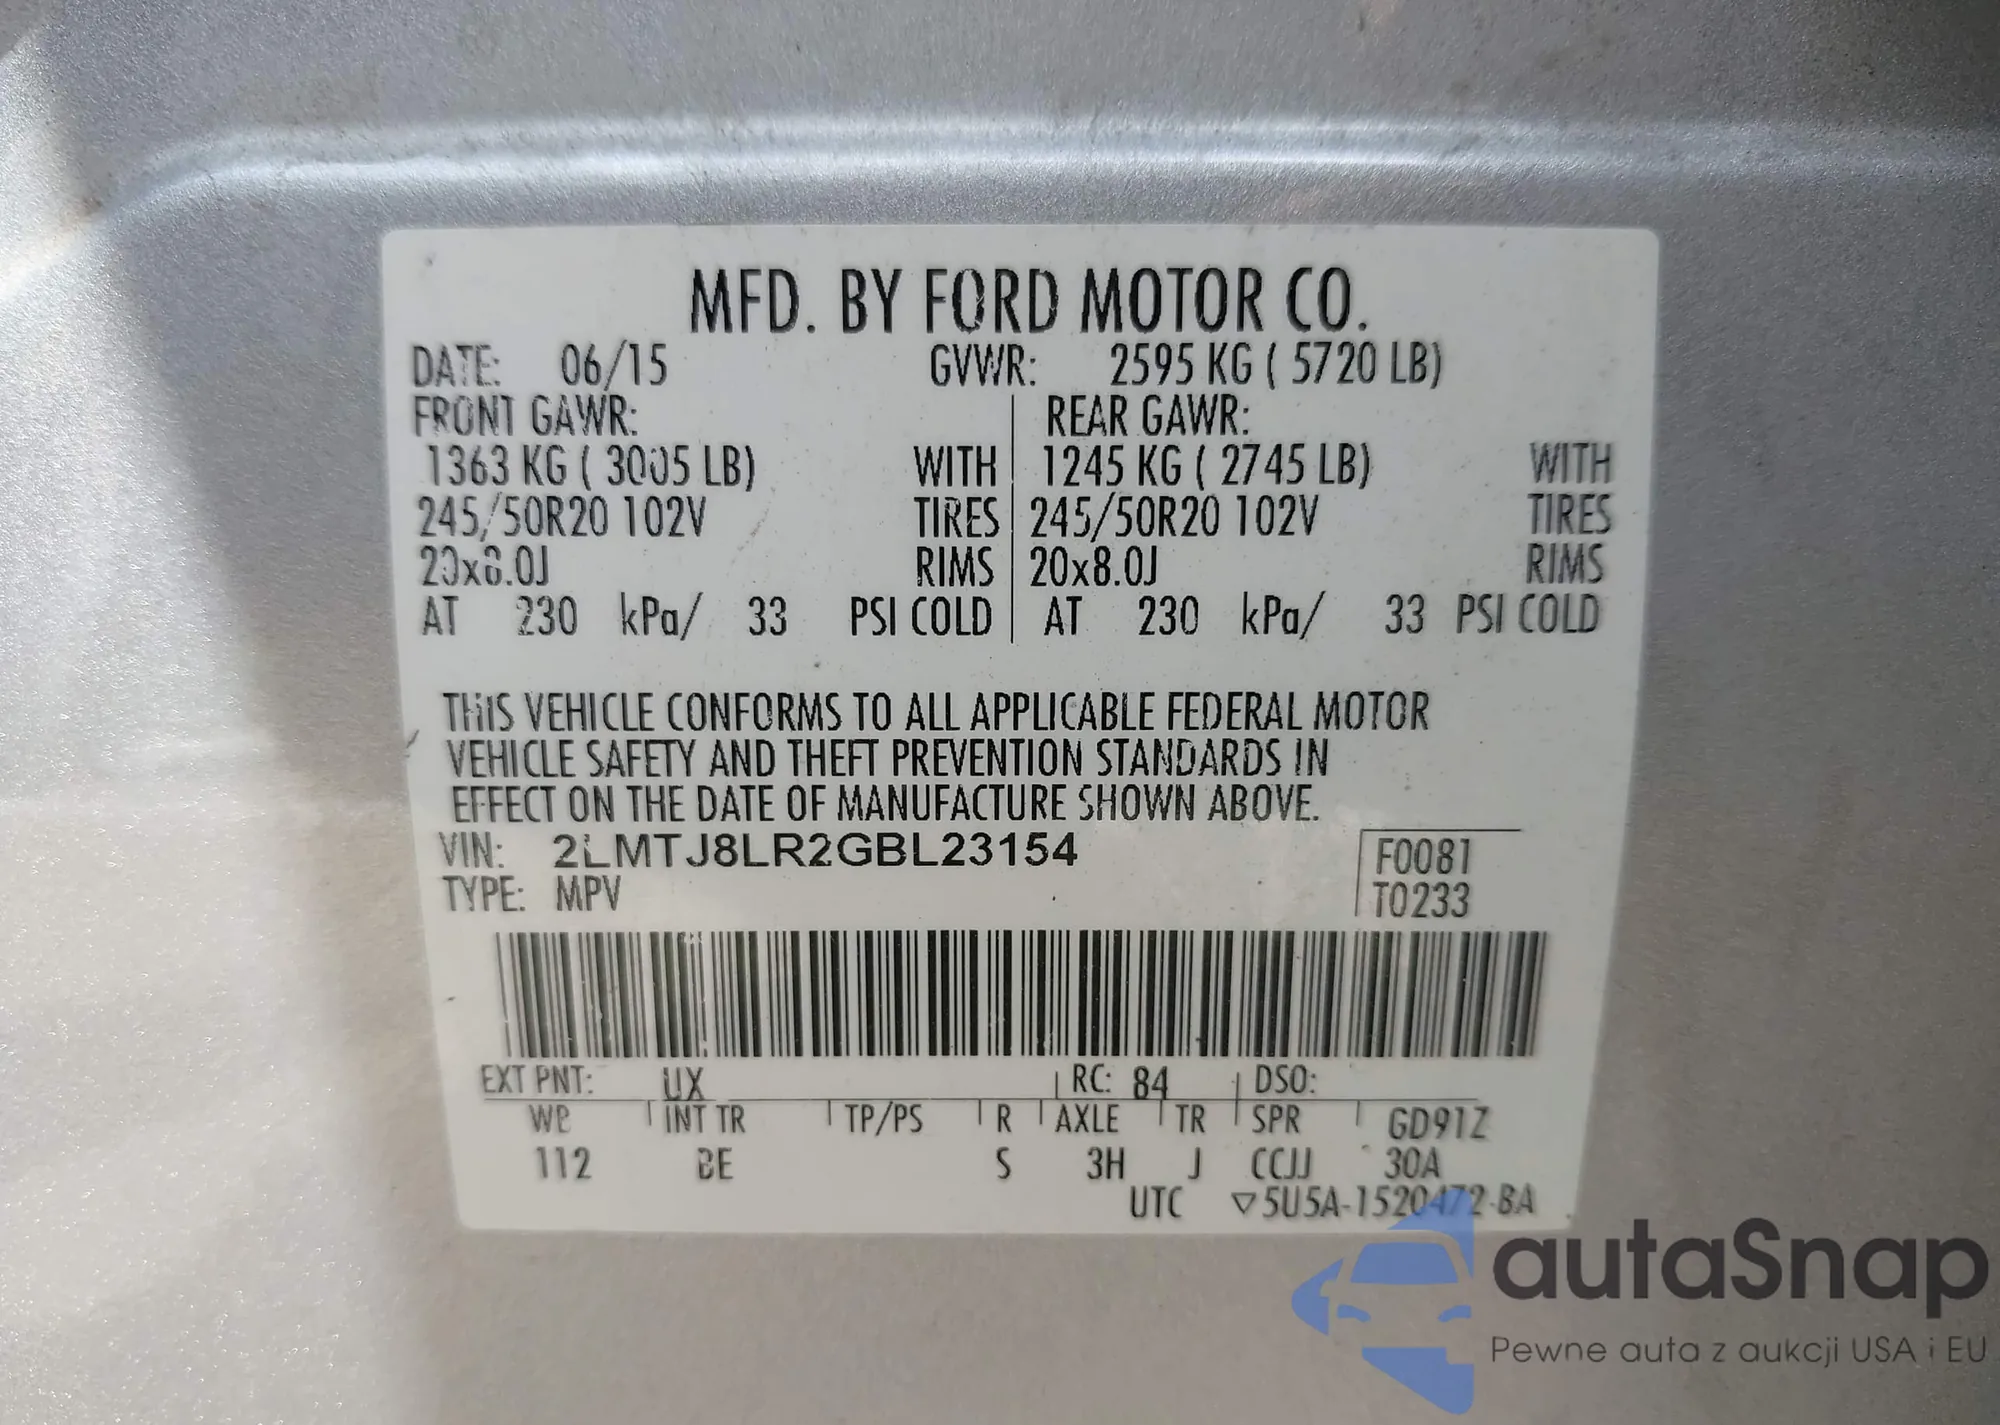 MFD. BY FORD MOTOR CO.
DATE: 06/15 GVWR: 2595 KG ( 5720 LB)
FRONT GAWR: REAR GAWR:
1363 KG ( 3005 LB) WITH 1245 KG ( 2745 LB) WITH
245/50R20 102V TIRES 245/50R20 102V TIRES
20x8.0J RIMS 20x8.0J RIMS
AT 230 kPa/ 33 PSI COLD AT 230 kPa/ 33 PSI COLD
THIS VEHICLE CONFORMS TO ALL APPLICABLE FEDERAL MOTOR
VEHICLE SAFETY AND THEFT PREVENTION STANDARDS IN
EFFECT ON THE DATE OF MANUFACTURE SHOWN ABOVE.
VIN: 2LMTJ8LR2GBL23154 F0081
TYPE: MPV T0233
EXT PNT: UX RC: 84 DSO:
WB INT TR TP/PS R AXLE TR SPR GD91Z
112 BE S 3H J CCJJ 30A
UTC ▽5U5A-1520472-BA
autaSnap
Pewne auta z aukcji USA i EU